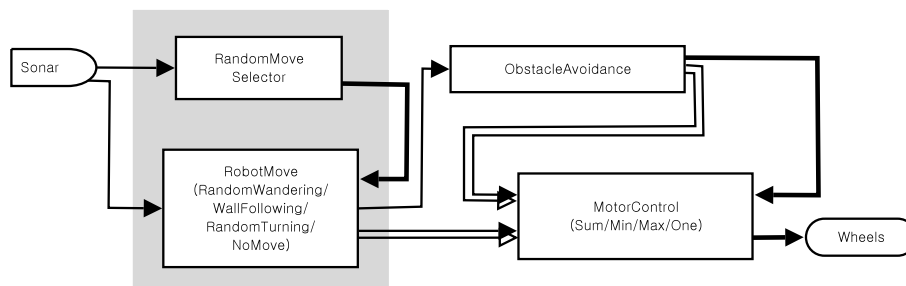 Sonar
RandomMove
Selector
ObstacleAvoidance
RobotMove
(RandomWandering/
WallFollowing/
RandomTurning/
NoMove)
MotorControl
(Sum/Min/Max/One)
Wheels